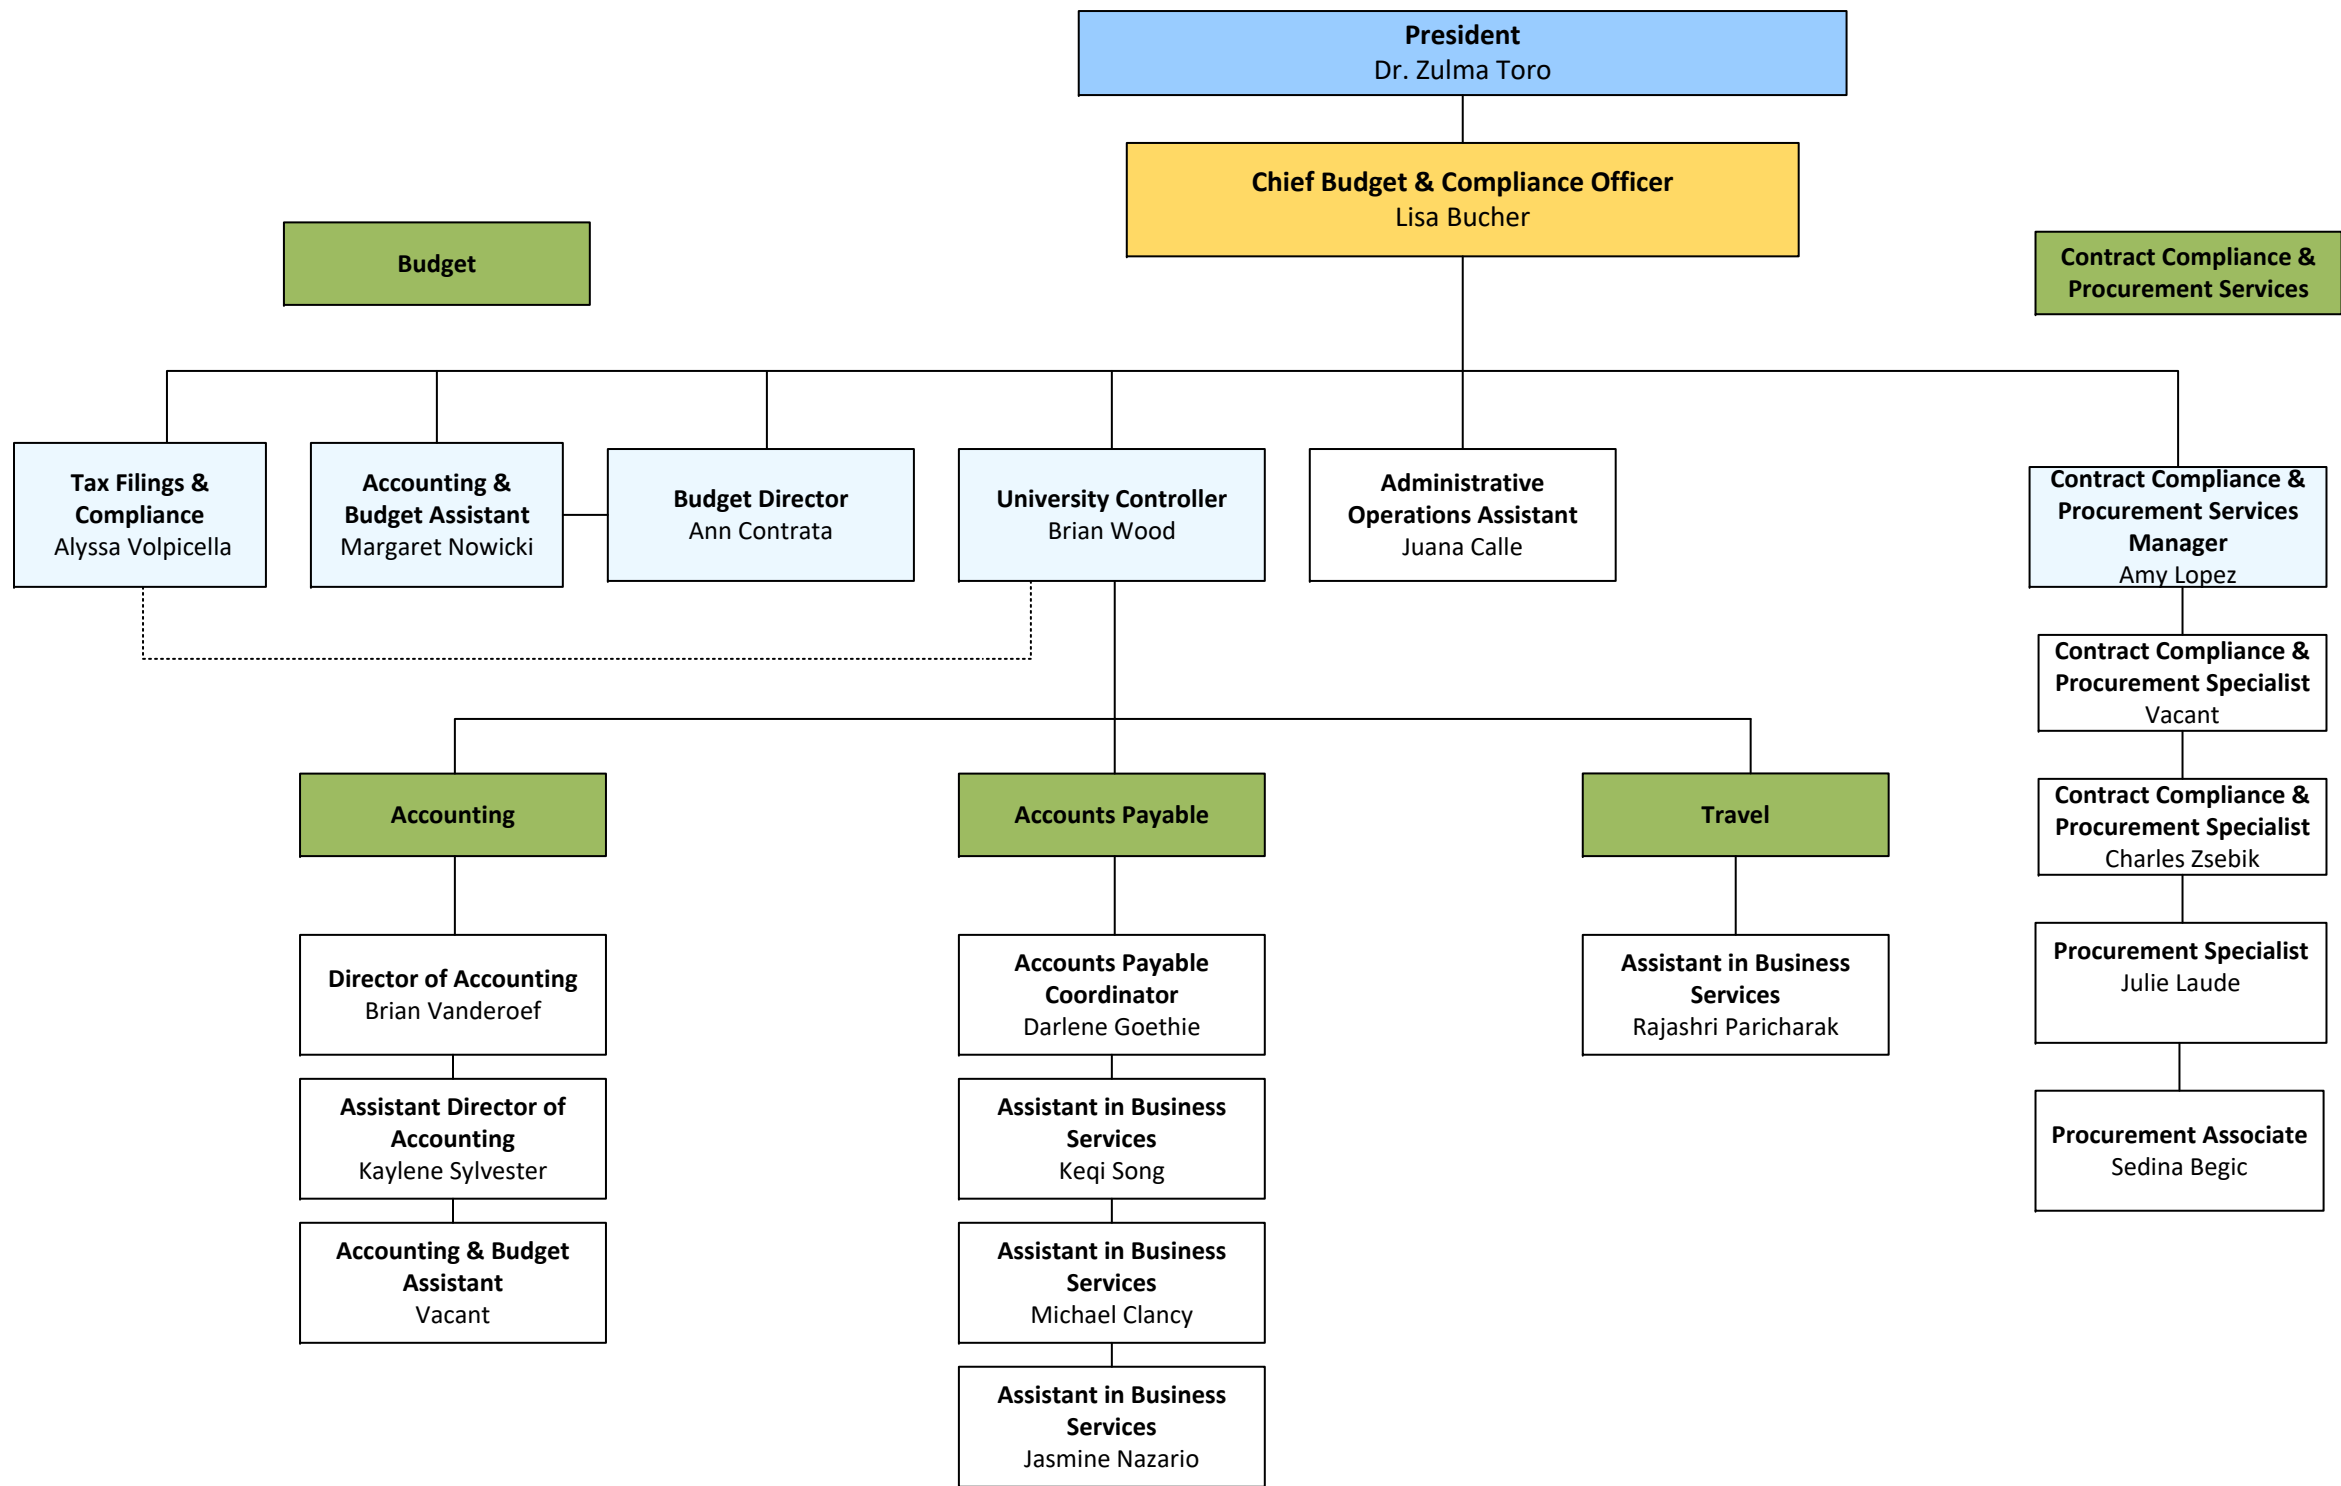 President
Dr. Zulma Toro
Chief Budget & Compliance Officer
Lisa Bucher
Budget
Contract Compliance &
Procurement Services
Tax Filings &
Compliance
Alyssa Volpicella
Accounting &
Budget Assistant
Margaret Nowicki
Budget Director
Ann Contrata
University Controller
Brian Wood
Administrative
Operations Assistant
Juana Calle
Contract Compliance &
Procurement Services
Manager
Amy Lopez
Contract Compliance &
Procurement Specialist
Vacant
Contract Compliance &
Procurement Specialist
Charles Zsebik
Procurement Specialist
Julie Laude
Procurement Associate
Sedina Begic
Accounting
Director of Accounting
Brian Vanderoef
Assistant Director of
Accounting
Kaylene Sylvester
Accounting & Budget
Assistant
Vacant
Accounts Payable
Accounts Payable
Coordinator
Darlene Goethie
Assistant in Business
Services
Keqi Song
Assistant in Business
Services
Michael Clancy
Assistant in Business
Services
Jasmine Nazario
Travel
Assistant in Business
Services
Rajashri Paricharak